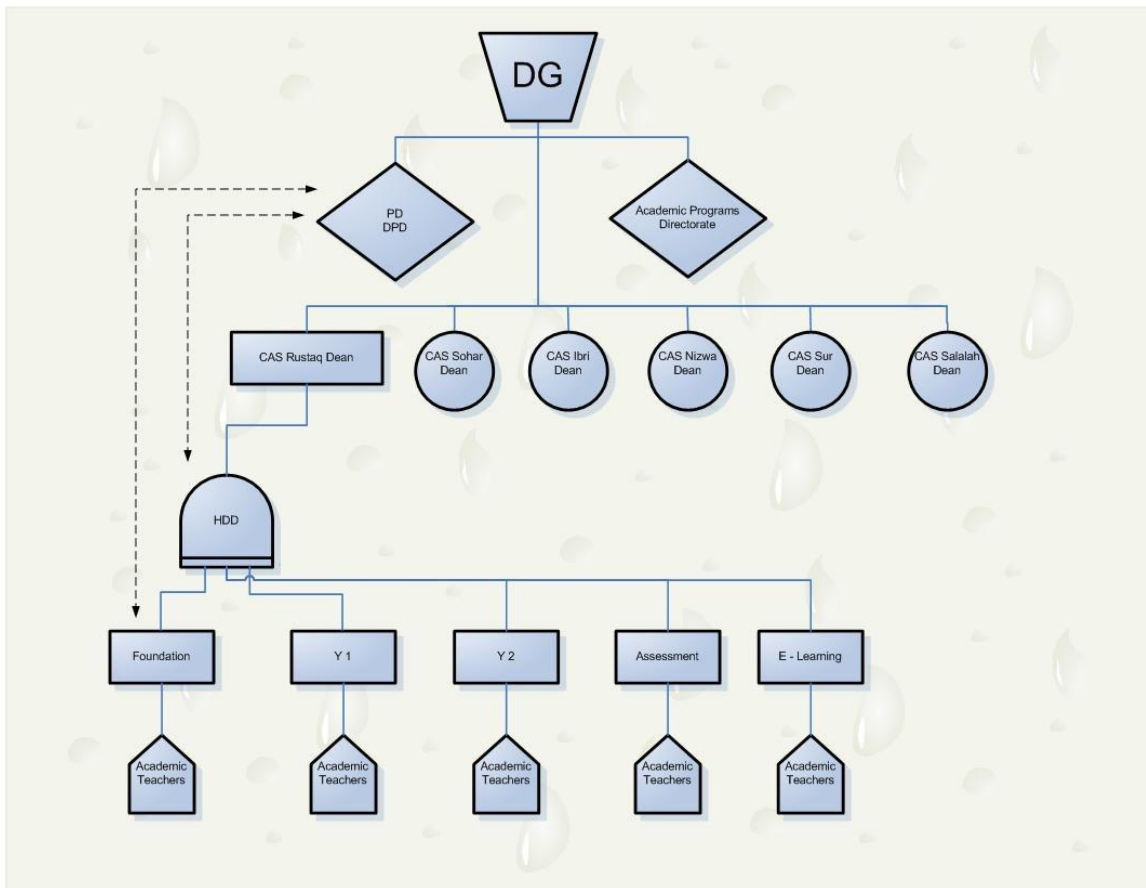 DG
PD
DPD
Academic Programs
Directorate
CAS Rustaq Dean
CAS Sohar
Dean
CAS Ibri
Dean
CAS Nizwa
Dean
CAS Sur
Dean
CAS Salalah
Dean
HDD
Foundation
Y 1
Y 2
Assessment
E - Learning
Academic
Teachers
Academic
Teachers
Academic
Teachers
Academic
Teachers
Academic
Teachers